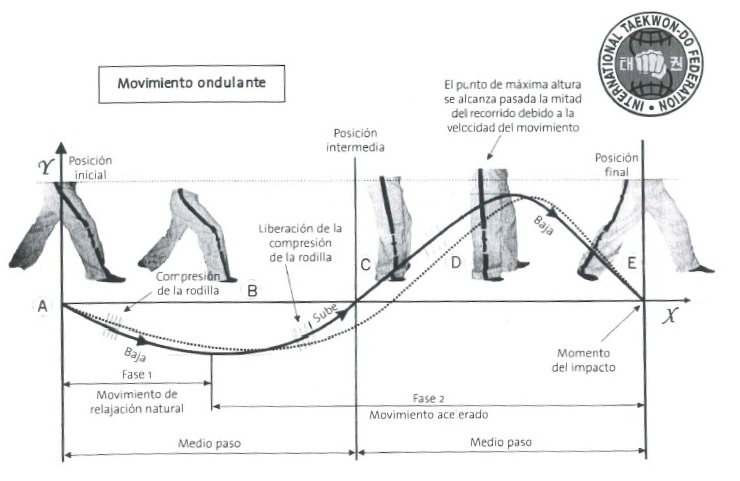 Movimiento ondulante
INTERNATIONAL TAEKWON-DO FEDERATION
태 권
El punto de máxima altura
se alcanza pasada la mitad
del recorrido debido a la
velocidad del movimiento
Posición
intermedia
Y
Posición
inicial
Posición
final
Liberación de la
compresión
de la rodilla
Compresión
de la rodilla
A
B
C
D
E
Baja
Sube
Baja
X
Momento
del impacto
Fase 1
Movimiento de
relajación natural
Fase 2
Movimiento acelerado
Medio paso
Medio paso